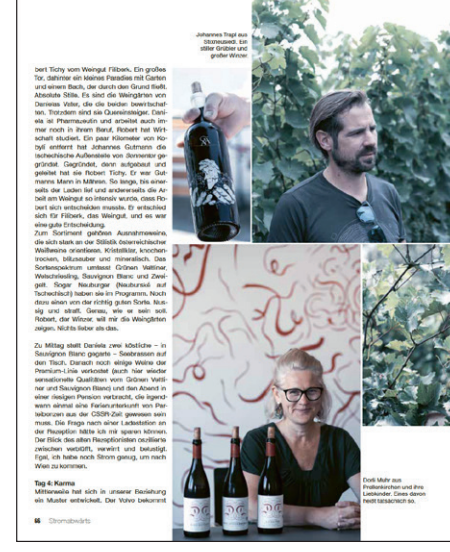 Johannes Trapl aus
Stixneusiedl. Ein
stiller Grübler und
großer Winzer
bert Tichy vom Weingut Filiberk. Ein großes
Tor, dahinter ein kleines Paradies mit Garten
und einem Bach, der durch den Grund fließt.
Absolute Stille. Es sind die Weingärten von
Danielas Vater, die die beiden bewirtschaf-
ten. Trotzdem sind sie Quereinsteiger. Dani-
ela ist Pharmazeutin und arbeitet auch im-
mer noch in ihrem Beruf, Robert hat Wirt-
schaft studiert. Ein paar Kilometer von Ko-
byli entfernt hat Johannes Gutmann die
tschechische Außenstelle von Sonnentor ge-
gründet. Gegründet, denn aufgebaut und
geleitet hat sie Robert Tichy. Er war Gut-
manns Mann in Mähren. So lange, bis einer-
seits der Laden lief und andererseits die Ar-
beit am Weingut so intensiv wurde, dass Ro-
bert sich entscheiden musste. Er entschied
sich für Filiberk, das Weingut, und es war
eine gute Entscheidung.
Zum Sortiment gehören Ausnahmeweine,
die sich stark an der Stilistik österreichischer
Weißweine orientieren. Kristallklar, knochen-
trocken, blitzsauber und mineralisch. Das
Sortenspektrum umfasst Grünen Veltliner,
Welschriesling, Sauvignon Blanc und Zwei-
gelt. Sogar Neuburger (Neuburské auf
Tschechisch) haben sie im Programm. Noch
dazu einen von der richtig guten Sorte. Nus-
sig und straff. Genau, wie er sein soll.
Robert, der Winzer, will mir die Weingärten
zeigen. Nichts lieber als das.
Zu Mittag stellt Daniela zwei köstliche – in
Sauvignon Blanc gegarte – Seebrassen auf
den Tisch. Danach noch einige Weine der
Premium-Linie verkostet (auch hier wieder
sensationelle Qualitäten vom Grünen Veltli-
ner und Sauvignon Blanc) und den Abend in
einer riesigen Pension verbracht, die irgend-
wann einmal eine Ferienunterkunft von Par-
teibonzen aus der CSSR-Zeit gewesen sein
muss. Die Frage nach einer Ladestation an
der Rezeption hätte ich mir sparen können.
Der Blick des alten Rezeptionisten oszillierte
zwischen verblüfft, verwirrt und belustigt.
Egal, ich habe noch Strom genug, um nach
Wien zu kommen.
Tag 4: Karma
Mittlerweile hat sich in unserer Beziehung
ein Muster entwickelt. Der Volvo bekommt
Dorli Muhr aus
Prellenkirchen und ihre
Liebkinder. Eines davon
heißt tatsächlich so.
66 Stromabwärts